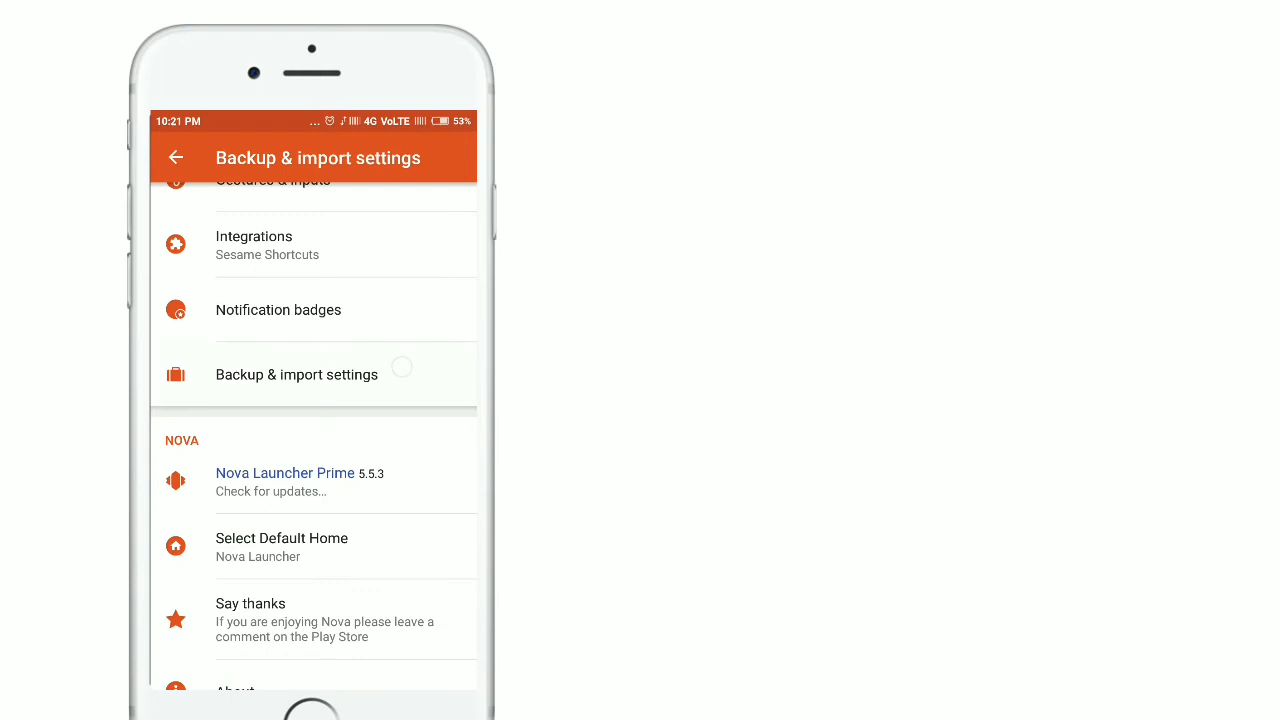 10:21 PM
... 4G VoLTE 53%
Backup & import settings
Gestures & inputs
Integrations
Sesame Shortcuts
Notification badges
Backup & import settings
NOVA
Nova Launcher Prime 5.5.3
Check for updates...
Select Default Home
Nova Launcher
Say thanks
If you are enjoying Nova please leave a
comment on the Play Store
About